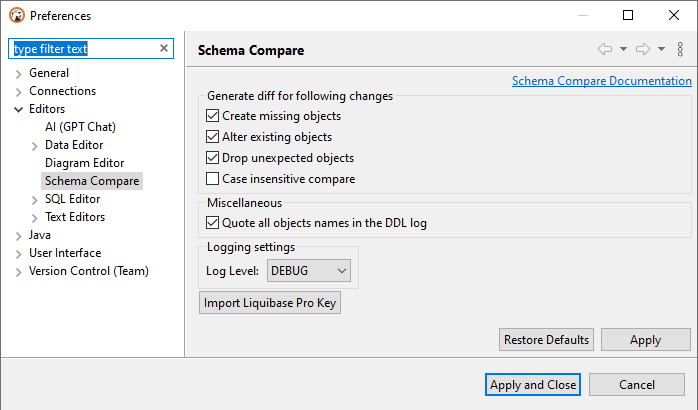 Preferences
type filter text
General
Connections
Editors
AI (GPT Chat)
Data Editor
Diagram Editor
Schema Compare
SQL Editor
Text Editors
Java
User Interface
Version Control (Team)
Schema Compare
Schema Compare Documentation
Generate diff for following changes
Create missing objects
Alter existing objects
Drop unexpected objects
Case insensitive compare
Miscellaneous
Quote all objects names in the DDL log
Logging settings
Log Level: DEBUG
Import Liquibase Pro Key
Restore Defaults Apply
Apply and Close Cancel